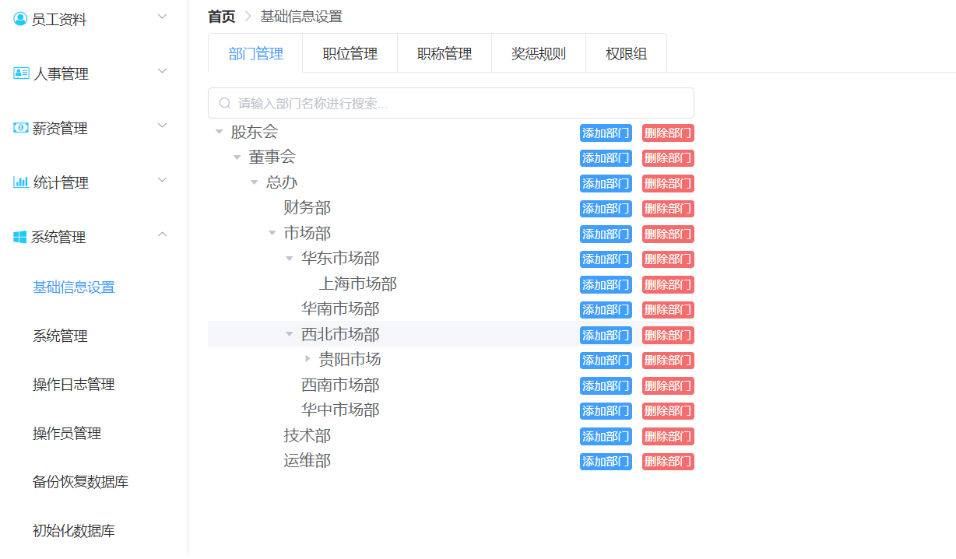 员工资料
人事管理
薪资管理
统计管理
系统管理
基础信息设置
系统管理
操作日志管理
操作员管理
备份恢复数据库
初始化数据库
首页 > 基础信息设置
部门管理 职位管理 职称管理 奖惩规则 权限组
请输入部门名称进行搜索...
股东会 添加部门 删除部门
董事会 添加部门 删除部门
总办 添加部门 删除部门
财务部 添加部门 删除部门
市场部 添加部门 删除部门
华东市场部 添加部门 删除部门
上海市场部 添加部门 删除部门
华南市场部 添加部门 删除部门
西北市场部 添加部门 删除部门
贵阳市场 添加部门 删除部门
西南市场部 添加部门 删除部门
华中市场部 添加部门 删除部门
技术部 添加部门 删除部门
运维部 添加部门 删除部门